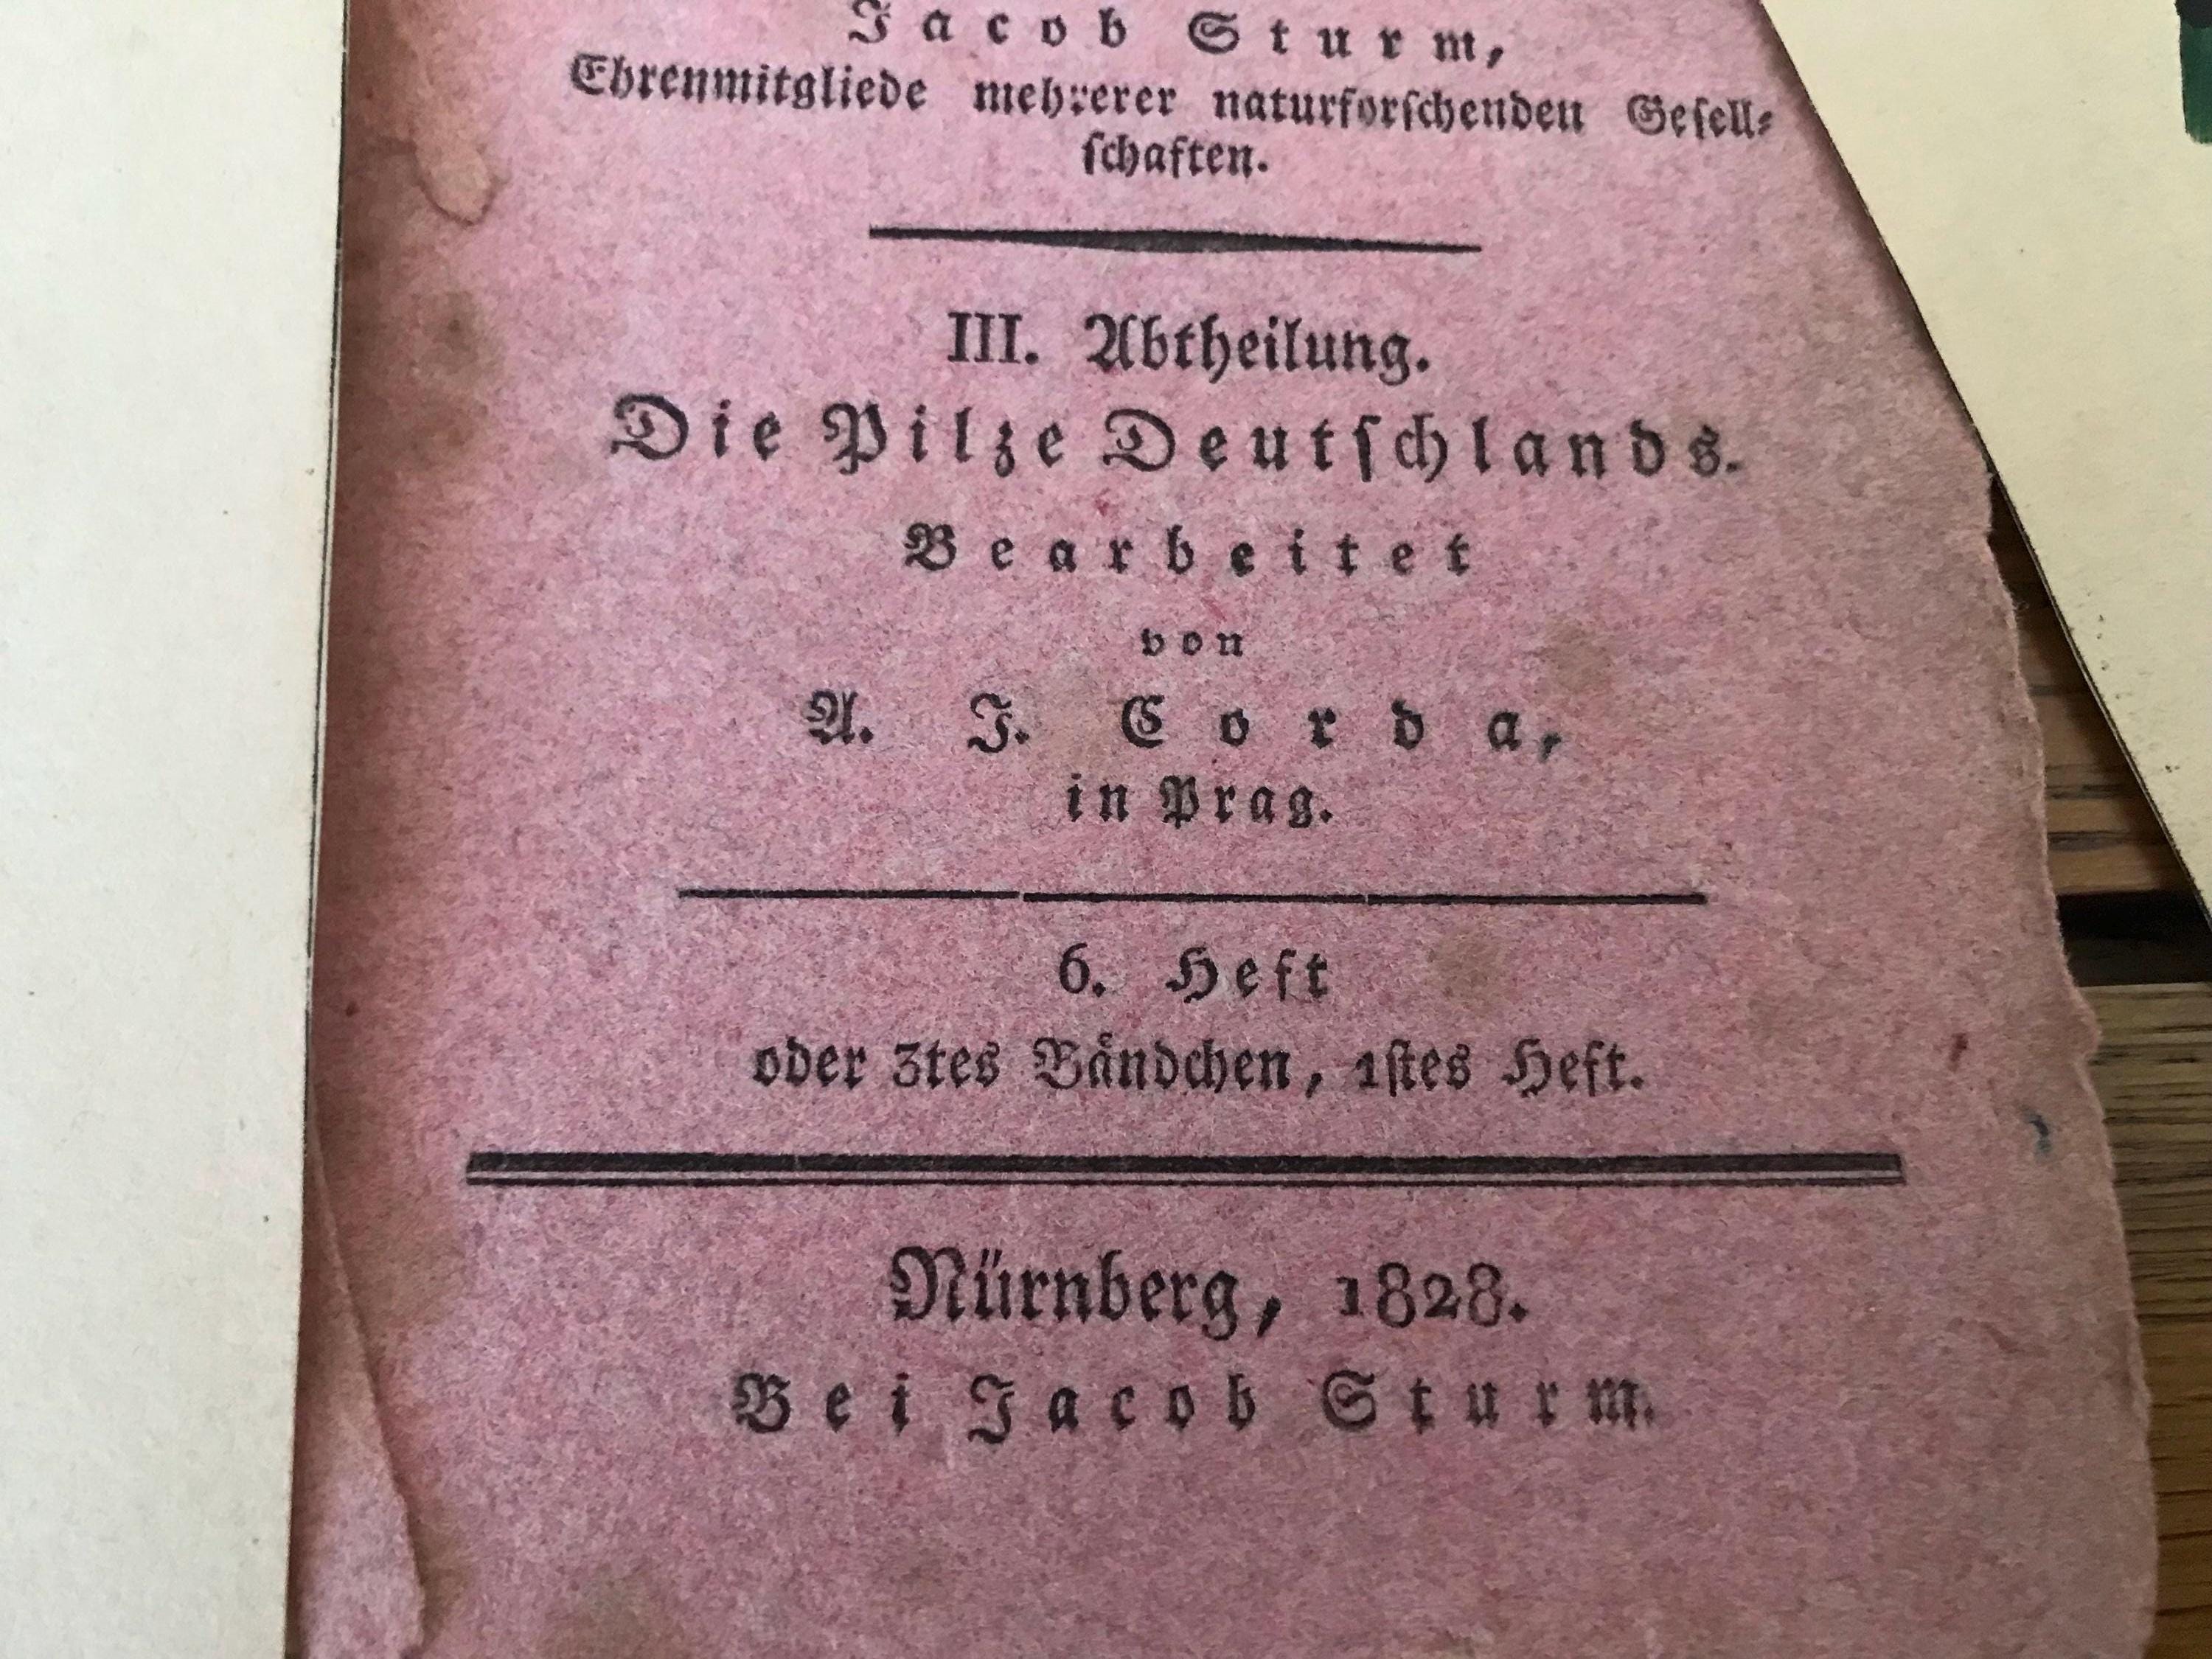 Jacob Sturm,
Ehrenmitgliede mehrerer naturforſchenden Geſell⸗
ſchaften.
III. Abtheilung.
Die Pilze Deutſchlands.
Bearbeitet
von
A. J. Corda,
in Prag.
6. Heft
oder 3tes Bändchen, 1ſtes Heft.
Nürnberg, 1828.
Bei Jacob Sturm.